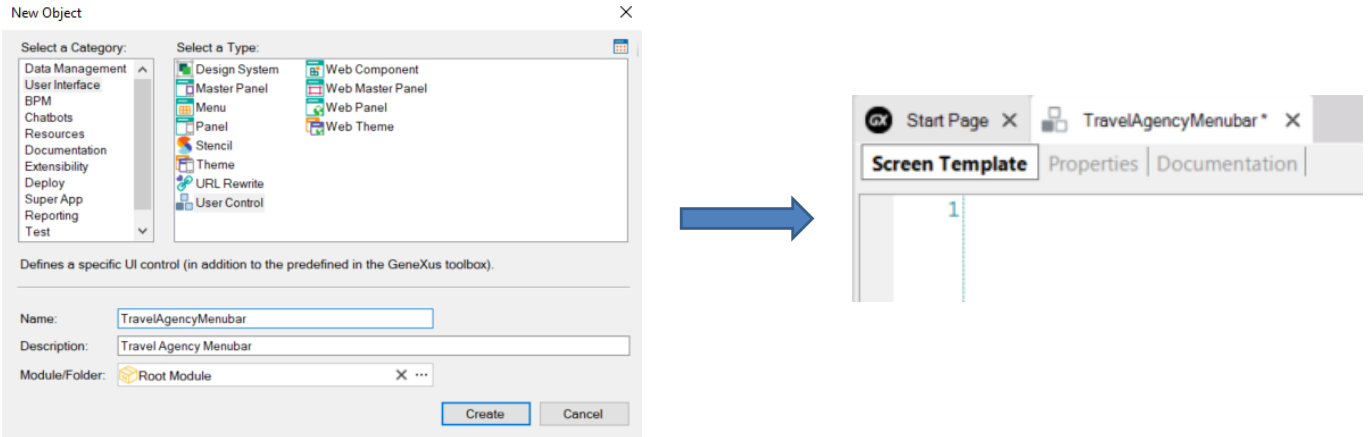 New Object
Select a Category:
Data Management
User Interface
BPM
Chatbots
Resources
Documentation
Extensibility
Deploy
Super App
Reporting
Test
Select a Type:
Design System
Master Panel
Menu
Panel
Stencil
Theme
URL Rewrite
User Control
Web Component
Web Master Panel
Web Panel
Web Theme
Defines a specific UI control (in addition to the predefined in the GeneXus toolbox).
Name: TravelAgencyMenubar
Description: Travel Agency Menubar
Module/Folder: Root Module
Create Cancel
GX Start Page TravelAgencyMenubar*
Screen Template Properties Documentation
1